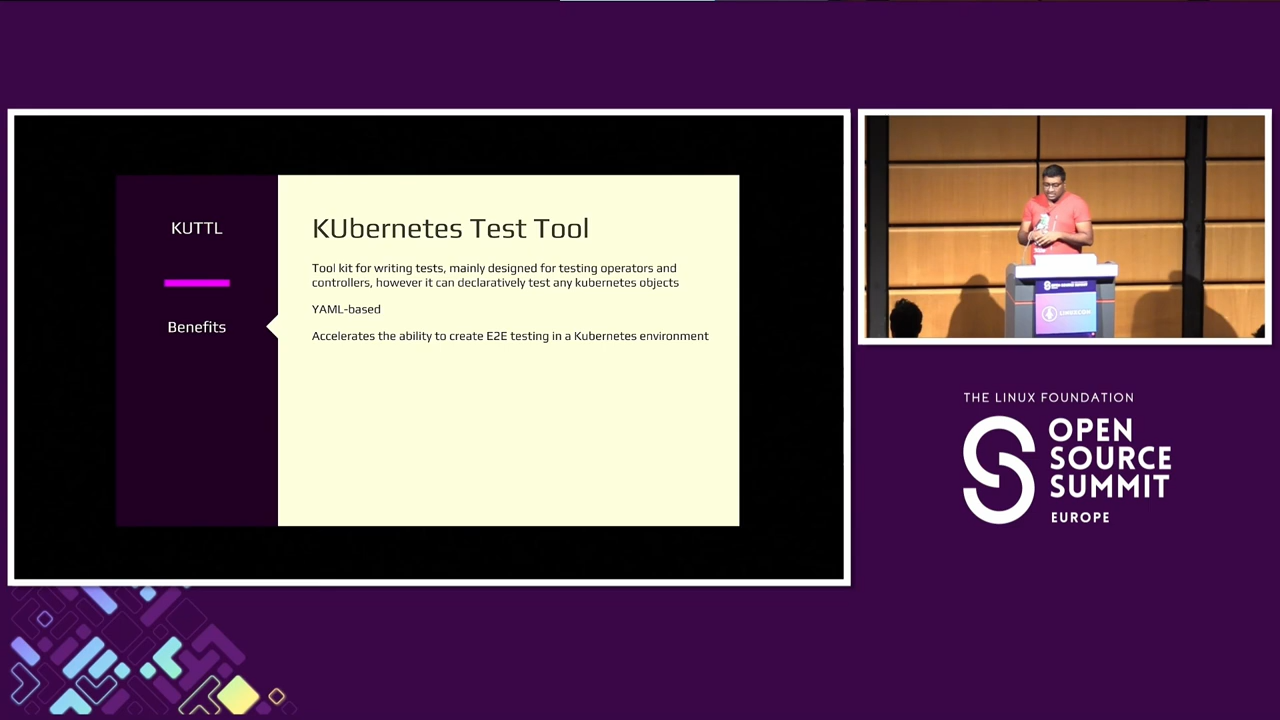 KUTTL
Benefits
KUbernetes Test Tool
Tool kit for writing tests, mainly designed for testing operators and
controllers, however it can declaratively test any kubernetes objects
YAML-based
Accelerates the ability to create E2E testing in a Kubernetes environment
THE LINUX FOUNDATION
OPEN
SOURCE
SUMMIT
EUROPE